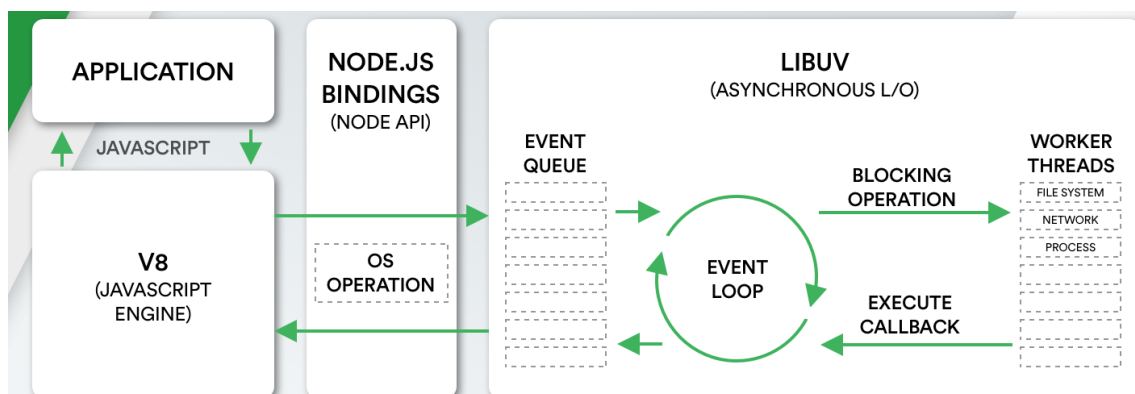 APPLICATION
JAVASCRIPT
V8
(JAVASCRIPT
ENGINE)
NODE.JS
BINDINGS
(NODE API)
OS
OPERATION
LIBUV
(ASYNCHRONOUS L/O)
EVENT
QUEUE
EVENT
LOOP
BLOCKING
OPERATION
EXECUTE
CALLBACK
WORKER
THREADS
FILE SYSTEM
NETWORK
PROCESS